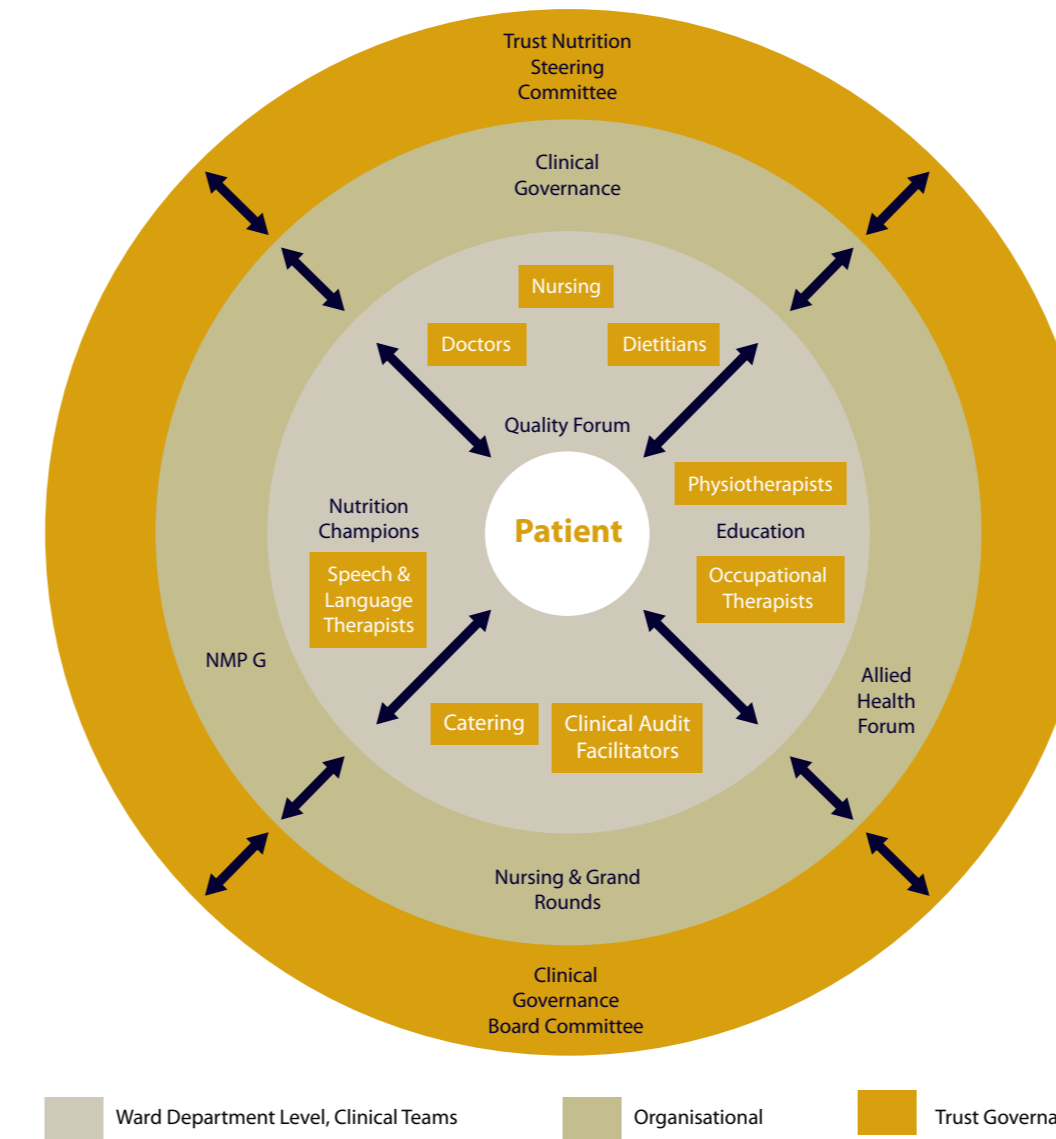 Trust Nutrition
Steering
Committee
Clinical
Governance
Nursing
Doctors
Dietitians
Quality Forum
Physiotherapists
Patient
Nutrition
Champions
Education
Speech &
Language
Therapists
Occupational
Therapists
NMP G
Allied
Health
Forum
Catering
Clinical Audit
Facilitators
Nursing & Grand
Rounds
Clinical
Governance
Board Committee
Ward Department Level, Clinical Teams
Organisational
Trust Governa